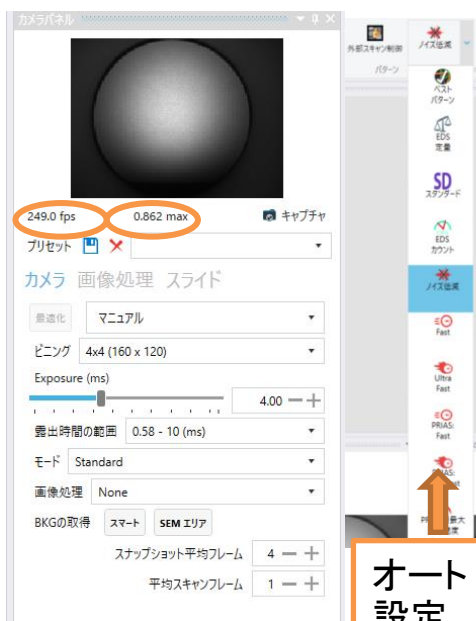 カメラパネル
249.0 fps
0.862 max
キャプチャ
プリセット
カメラ 画像処理 スライド
最適化
マニュアル
ビニング
4x4 (160 x 120)
Exposure (ms)
4.00
露出時間の範囲
0.58 - 10 (ms)
モード
Standard
画像処理
None
BKGの取得
スマート
SEM エリア
スナップショット平均フレーム
4
平均スキャンフレーム
1
外部スキャン制御
パターン
ノイズ低減
ベスト
パターン
EDS
定量
SD
スタンダード
EDS
カウント
ノイズ低減
Fast
Ultra
Fast
PRIAS:
Fast
PRIAS:
オート
設定